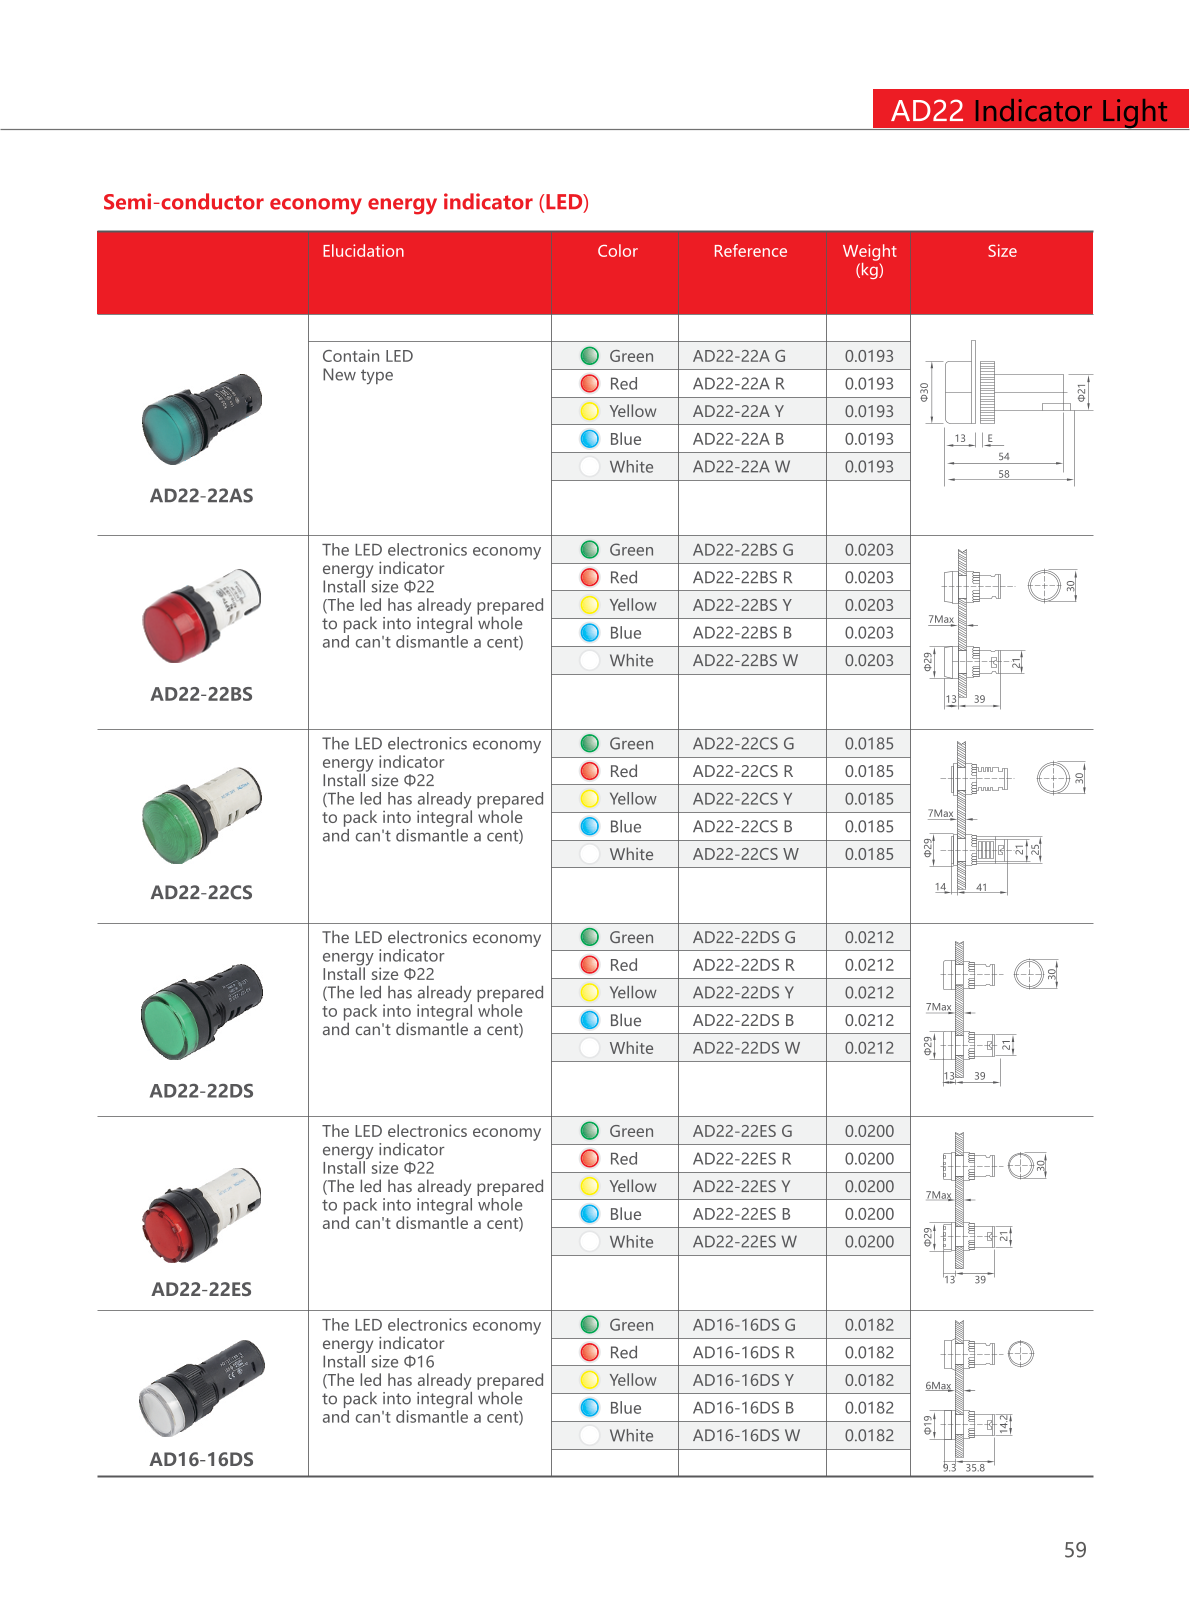 AD22 Indicator Light
Semi-conductor economy energy indicator (LED)
Elucidation Color Reference Weight (kg) Size
AD22-22AS
Contain LED
New type
Green AD22-22A G 0.0193
Red AD22-22A R 0.0193
Yellow AD22-22A Y 0.0193
Blue AD22-22A B 0.0193
White AD22-22A W 0.0193
Φ30
Φ21
13 E
54
58
AD22-22BS
The LED electronics economy
energy indicator
Install size Φ22
(The led has already prepared
to pack into integral whole
and can't dismantle a cent)
Green AD22-22BS G 0.0203
Red AD22-22BS R 0.0203
Yellow AD22-22BS Y 0.0203
Blue AD22-22BS B 0.0203
White AD22-22BS W 0.0203
30
7Max
Φ29
21
13 39
AD22-22CS
The LED electronics economy
energy indicator
Install size Φ22
(The led has already prepared
to pack into integral whole
and can't dismantle a cent)
Green AD22-22CS G 0.0185
Red AD22-22CS R 0.0185
Yellow AD22-22CS Y 0.0185
Blue AD22-22CS B 0.0185
White AD22-22CS W 0.0185
30
7Max
Φ29
21 25
14 41
AD22-22DS
The LED electronics economy
energy indicator
Install size Φ22
(The led has already prepared
to pack into integral whole
and can't dismantle a cent)
Green AD22-22DS G 0.0212
Red AD22-22DS R 0.0212
Yellow AD22-22DS Y 0.0212
Blue AD22-22DS B 0.0212
White AD22-22DS W 0.0212
30
7Max
Φ29
21
13 39
AD22-22ES
The LED electronics economy
energy indicator
Install size Φ22
(The led has already prepared
to pack into integral whole
and can't dismantle a cent)
Green AD22-22ES G 0.0200
Red AD22-22ES R 0.0200
Yellow AD22-22ES Y 0.0200
Blue AD22-22ES B 0.0200
White AD22-22ES W 0.0200
30
7Max
Φ29
21
13 39
AD16-16DS
The LED electronics economy
energy indicator
Install size Φ16
(The led has already prepared
to pack into integral whole
and can't dismantle a cent)
Green AD16-16DS G 0.0182
Red AD16-16DS R 0.0182
Yellow AD16-16DS Y 0.0182
Blue AD16-16DS B 0.0182
White AD16-16DS W 0.0182
6Max
Φ19
14.2
9.3 35.8
59